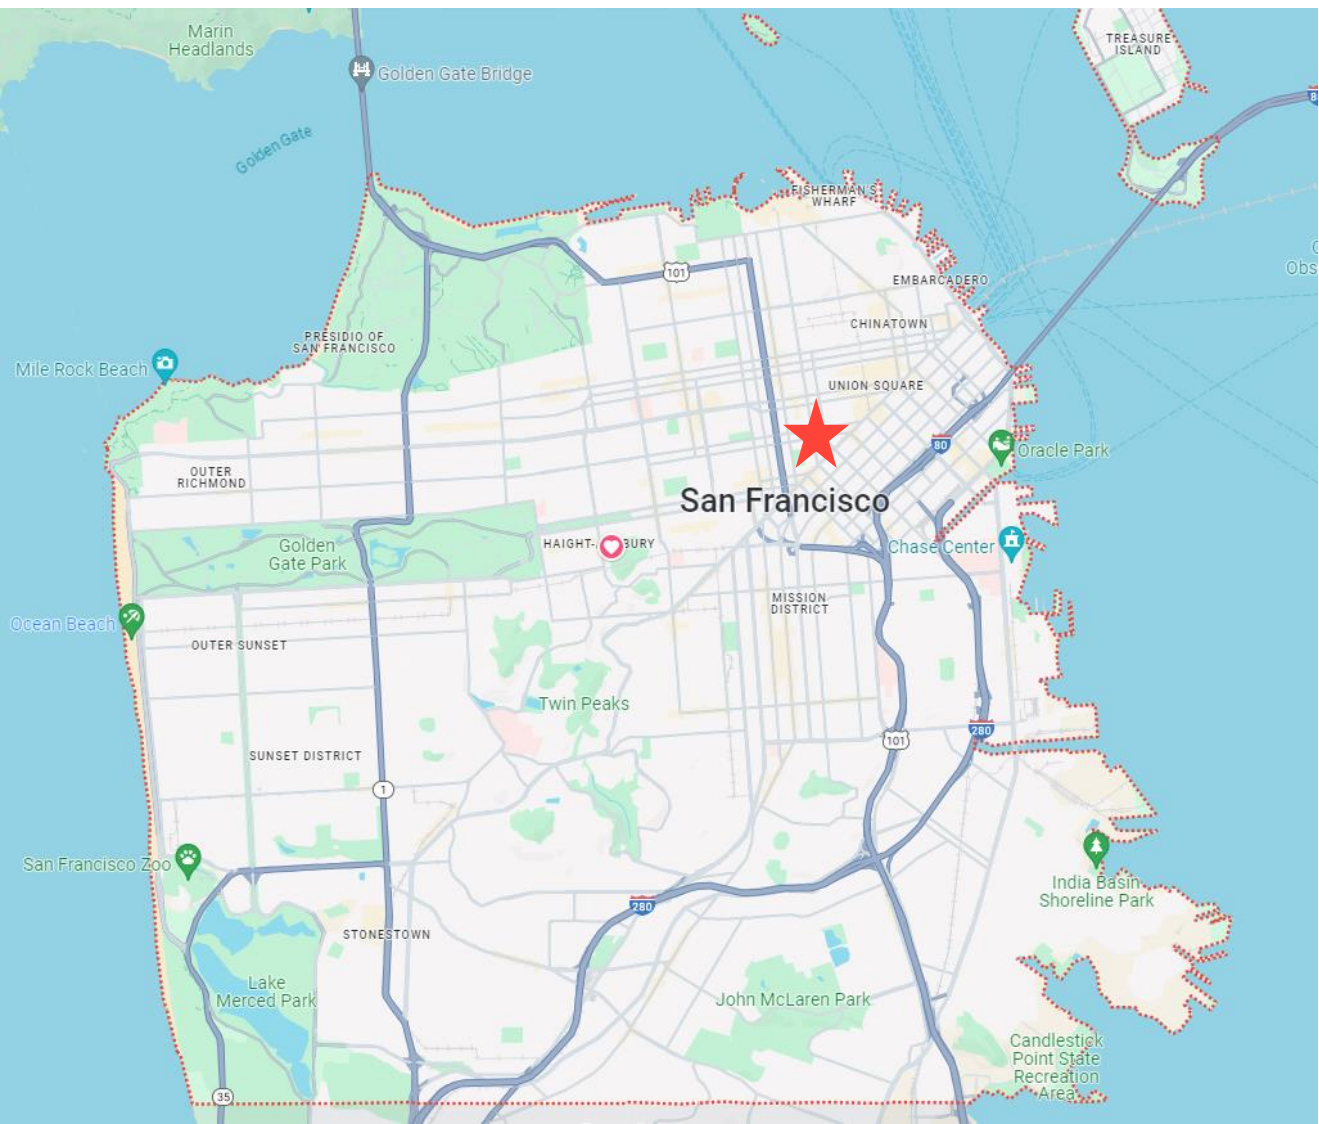 Marin
Headlands
TREASURE
ISLAND
Golden Gate Bridge
8
Golden Gate
FISHERMAN'S
WHARF
101
EMBARCADERO
Obs
CHINATOWN
PRESIDIO OF
SAN FRANCISCO
Mile Rock Beach
UNION SQUARE
80
Oracle Park
OUTER
RICHMOND
San Francisco
Golden
Gate Park
HAIGHT-
BURY
Chase Center
MISSION
DISTRICT
Ocean Beach
OUTER SUNSET
Twin Peaks
280
101
SUNSET DISTRICT
1
San Francisco Zoo
India Basin
Shoreline Park
280
STONESTOWN
Lake
Merced Park
John McLaren Park
Candlestick
Point State
Recreation
Area
35